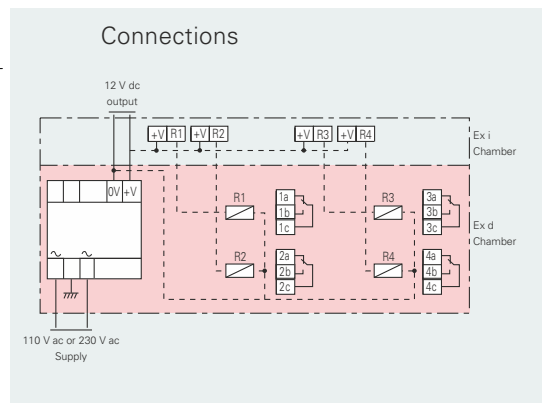 Connections
12 V dc
output
+V R1 +V R2 +V R3 +V R4
Ex i
Chamber
0V +V
R1 1a R3 3a
1b 3b
1c 3c
Ex d
Chamber
R2 2a R4 4a
2b 4b
2c 4c
110 V ac or 230 V ac
Supply